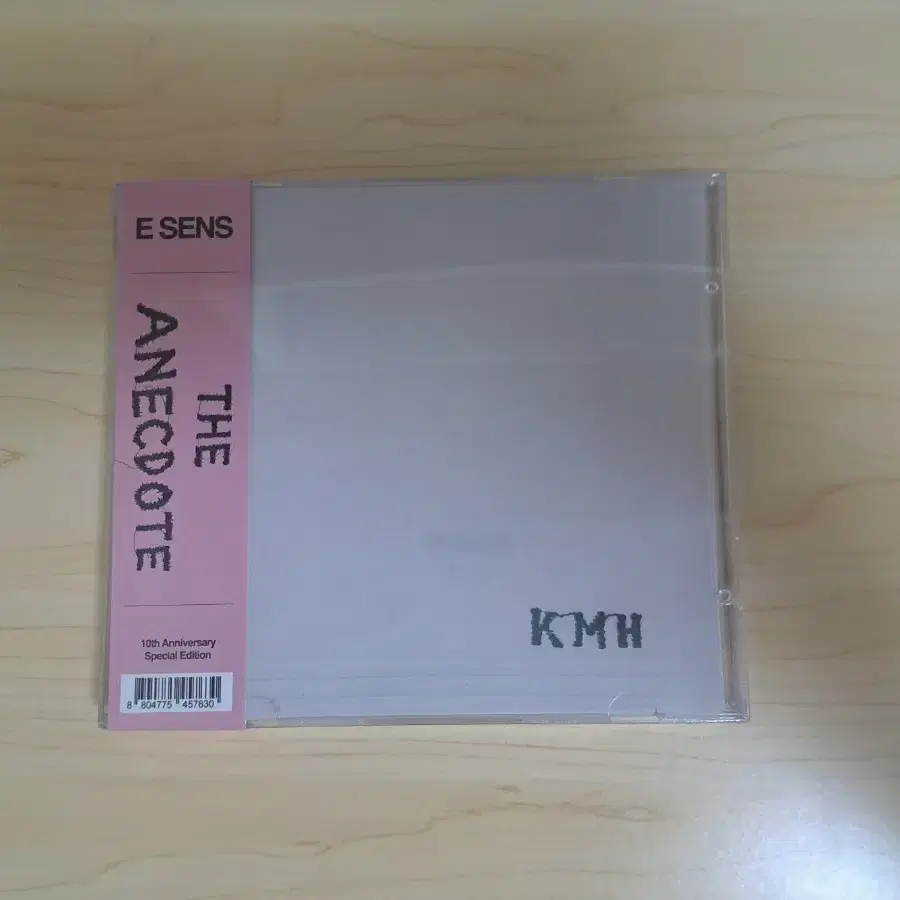 E SENS
THE
ANECDOTE
10th Anniversary
Special Edition
8 804775 457830
KMH